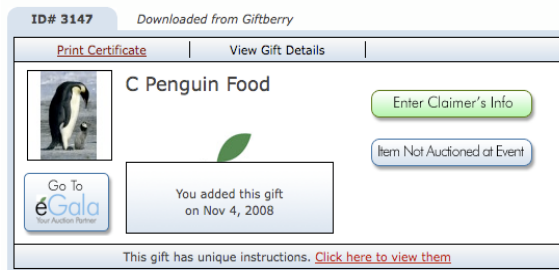 ID# 3147
Downloaded from Giftberry
Print Certificate
View Gift Details
C Penguin Food
Enter Claimer's Info
Item Not Auctioned at Event
Go To
éGala
Your Auction Partner
You added this gift
on Nov 4, 2008
This gift has unique instructions. Click here to view them